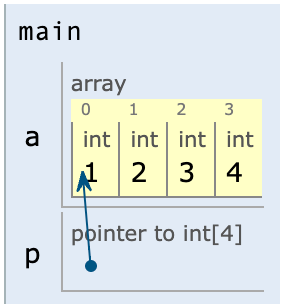 main
array
0 1 2 3
int int int int
a 1 2 3 4
pointer to int[4]
p